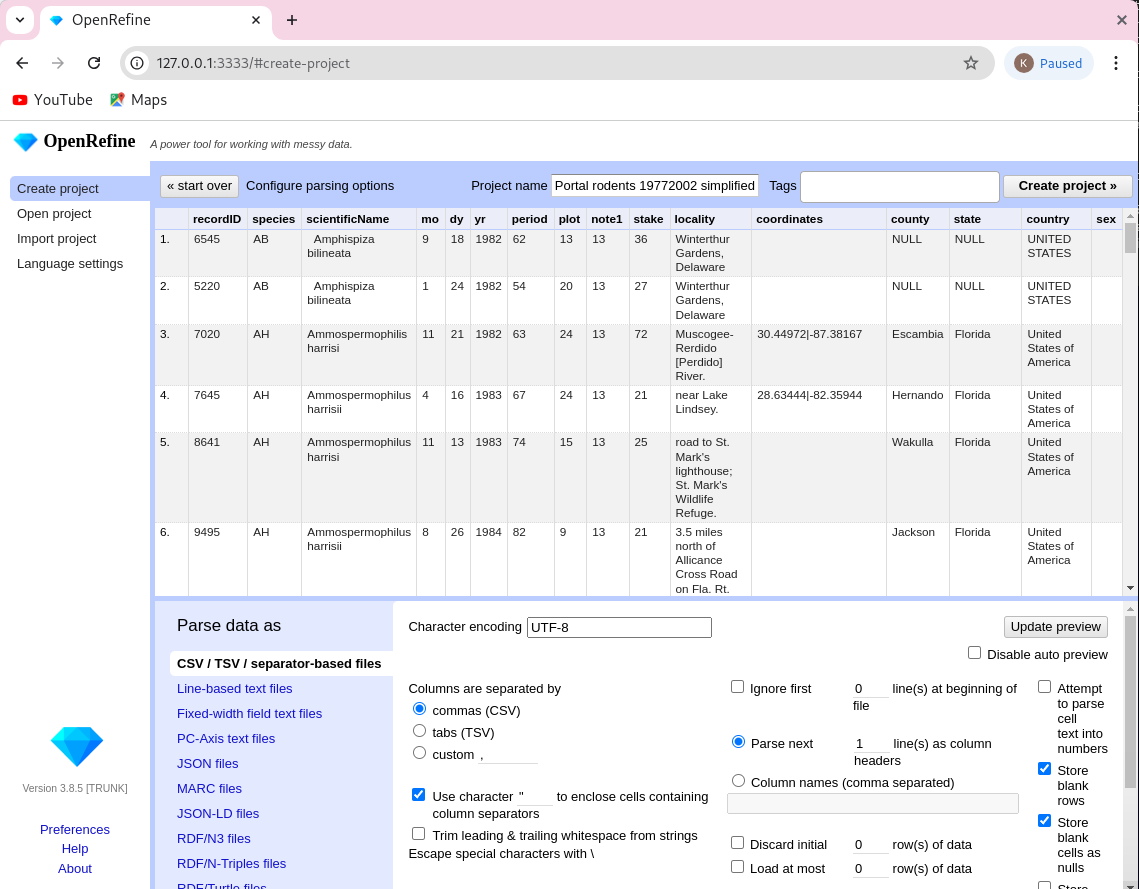 OpenRefine
127.0.0.1:3333/#create-project
K Paused
YouTube Maps
OpenRefine A power tool for working with messy data.
Create project
Open project
Import project
Language settings
« start over Configure parsing options Project name Portal rodents 19772002 simplified Tags Create project »
recordID species scientificName mo dy yr period plot note1 stake locality coordinates county state country sex
1. 6545 AB Amphispiza bilineata 9 18 1982 62 13 13 36 Winterthur Gardens, Delaware NULL NULL UNITED STATES
2. 5220 AB Amphispiza bilineata 1 24 1982 54 20 13 27 Winterthur Gardens, Delaware NULL NULL UNITED STATES
3. 7020 AH Ammospermophilis harrisi 11 21 1982 63 24 13 72 Muscogee-Rerdido [Perdido] River. 30.44972|-87.38167 Escambia Florida United States of America
4. 7645 AH Ammospermophilus harrisii 4 16 1983 67 24 13 21 near Lake Lindsey. 28.63444|-82.35944 Hernando Florida United States of America
5. 8641 AH Ammospermophilus harrisi 11 13 1983 74 15 13 25 road to St. Mark's lighthouse; St. Mark's Wildlife Refuge. Wakulla Florida United States of America
6. 9495 AH Ammospermophilus harrisii 8 26 1984 82 9 13 21 3.5 miles north of Allicance Cross Road on Fla. Rt. Jackson Florida United States of America
Parse data as
CSV / TSV / separator-based files
Line-based text files
Fixed-width field text files
PC-Axis text files
JSON files
MARC files
JSON-LD files
RDF/N3 files
RDF/N-Triples files
RDF/Turtle files
Character encoding UTF-8
Update preview
Disable auto preview
Columns are separated by
commas (CSV)
tabs (TSV)
custom ,
Use character " to enclose cells containing
column separators
Trim leading & trailing whitespace from strings
Escape special characters with \
Ignore first 0 line(s) at beginning of
file
Parse next 1 line(s) as column
headers
Column names (comma separated)
Discard initial 0 row(s) of data
Load at most 0 row(s) of data
Attempt
to parse
cell
text into
numbers
Store
blank
rows
Store
blank
cells as
nulls
Store
Version 3.8.5 [TRUNK]
Preferences
Help
About